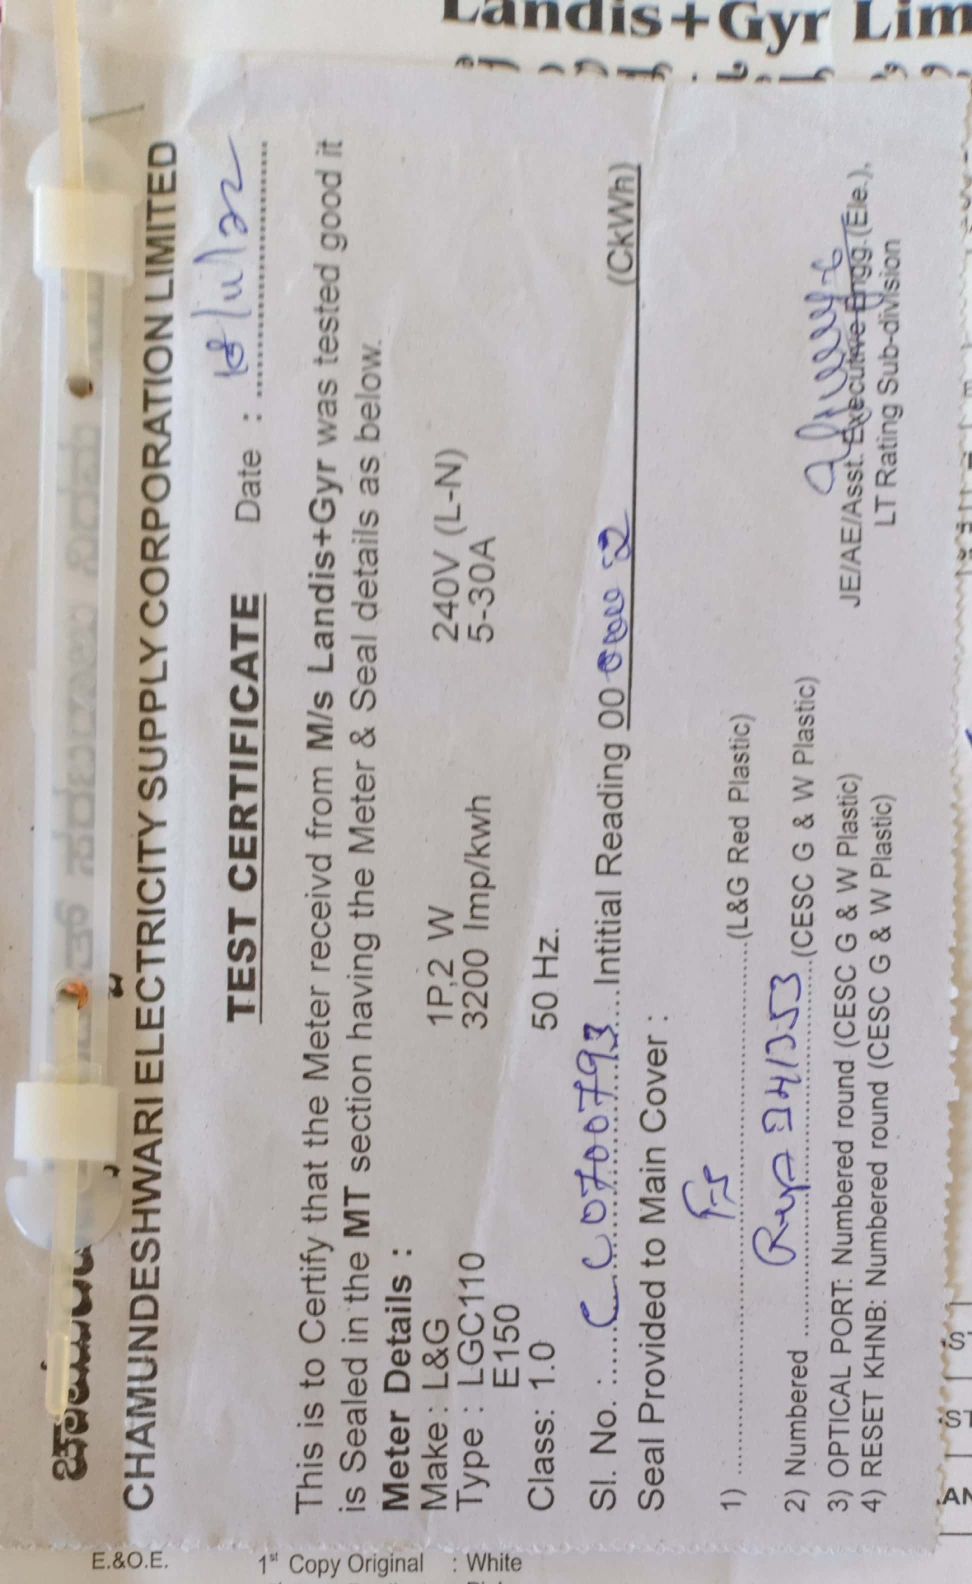 Landis+Gyr Lim
CHAMUNDESHWARI ELECTRICITY SUPPLY CORPORATION LIMITED
TEST CERTIFICATE Date :
This is to Certify that the Meter receivd from M/s Landis+Gyr was tested good it
is Sealed in the MT section having the Meter & Seal details as below.
Meter Details :
Make : L&G 1P,2 W 240V (L-N)
Type : LGC110 3200 Imp/kwh 5-30A
E150
Class: 1.0 50 Hz.
Sl. No. : CC0700793 Intitial Reading 00 (CkWh)
Seal Provided to Main Cover :
1) (L&G Red Plastic)
2) Numbered (CESC G & W Plastic)
3) OPTICAL PORT: Numbered round (CESC G & W Plastic)
4) RESET KHNB: Numbered round (CESC G & W Plastic)
JE/AE/Asst. Executive Engg.(Ele.),
LT Rating Sub-division
E.&O.E.
1st Copy Original : White